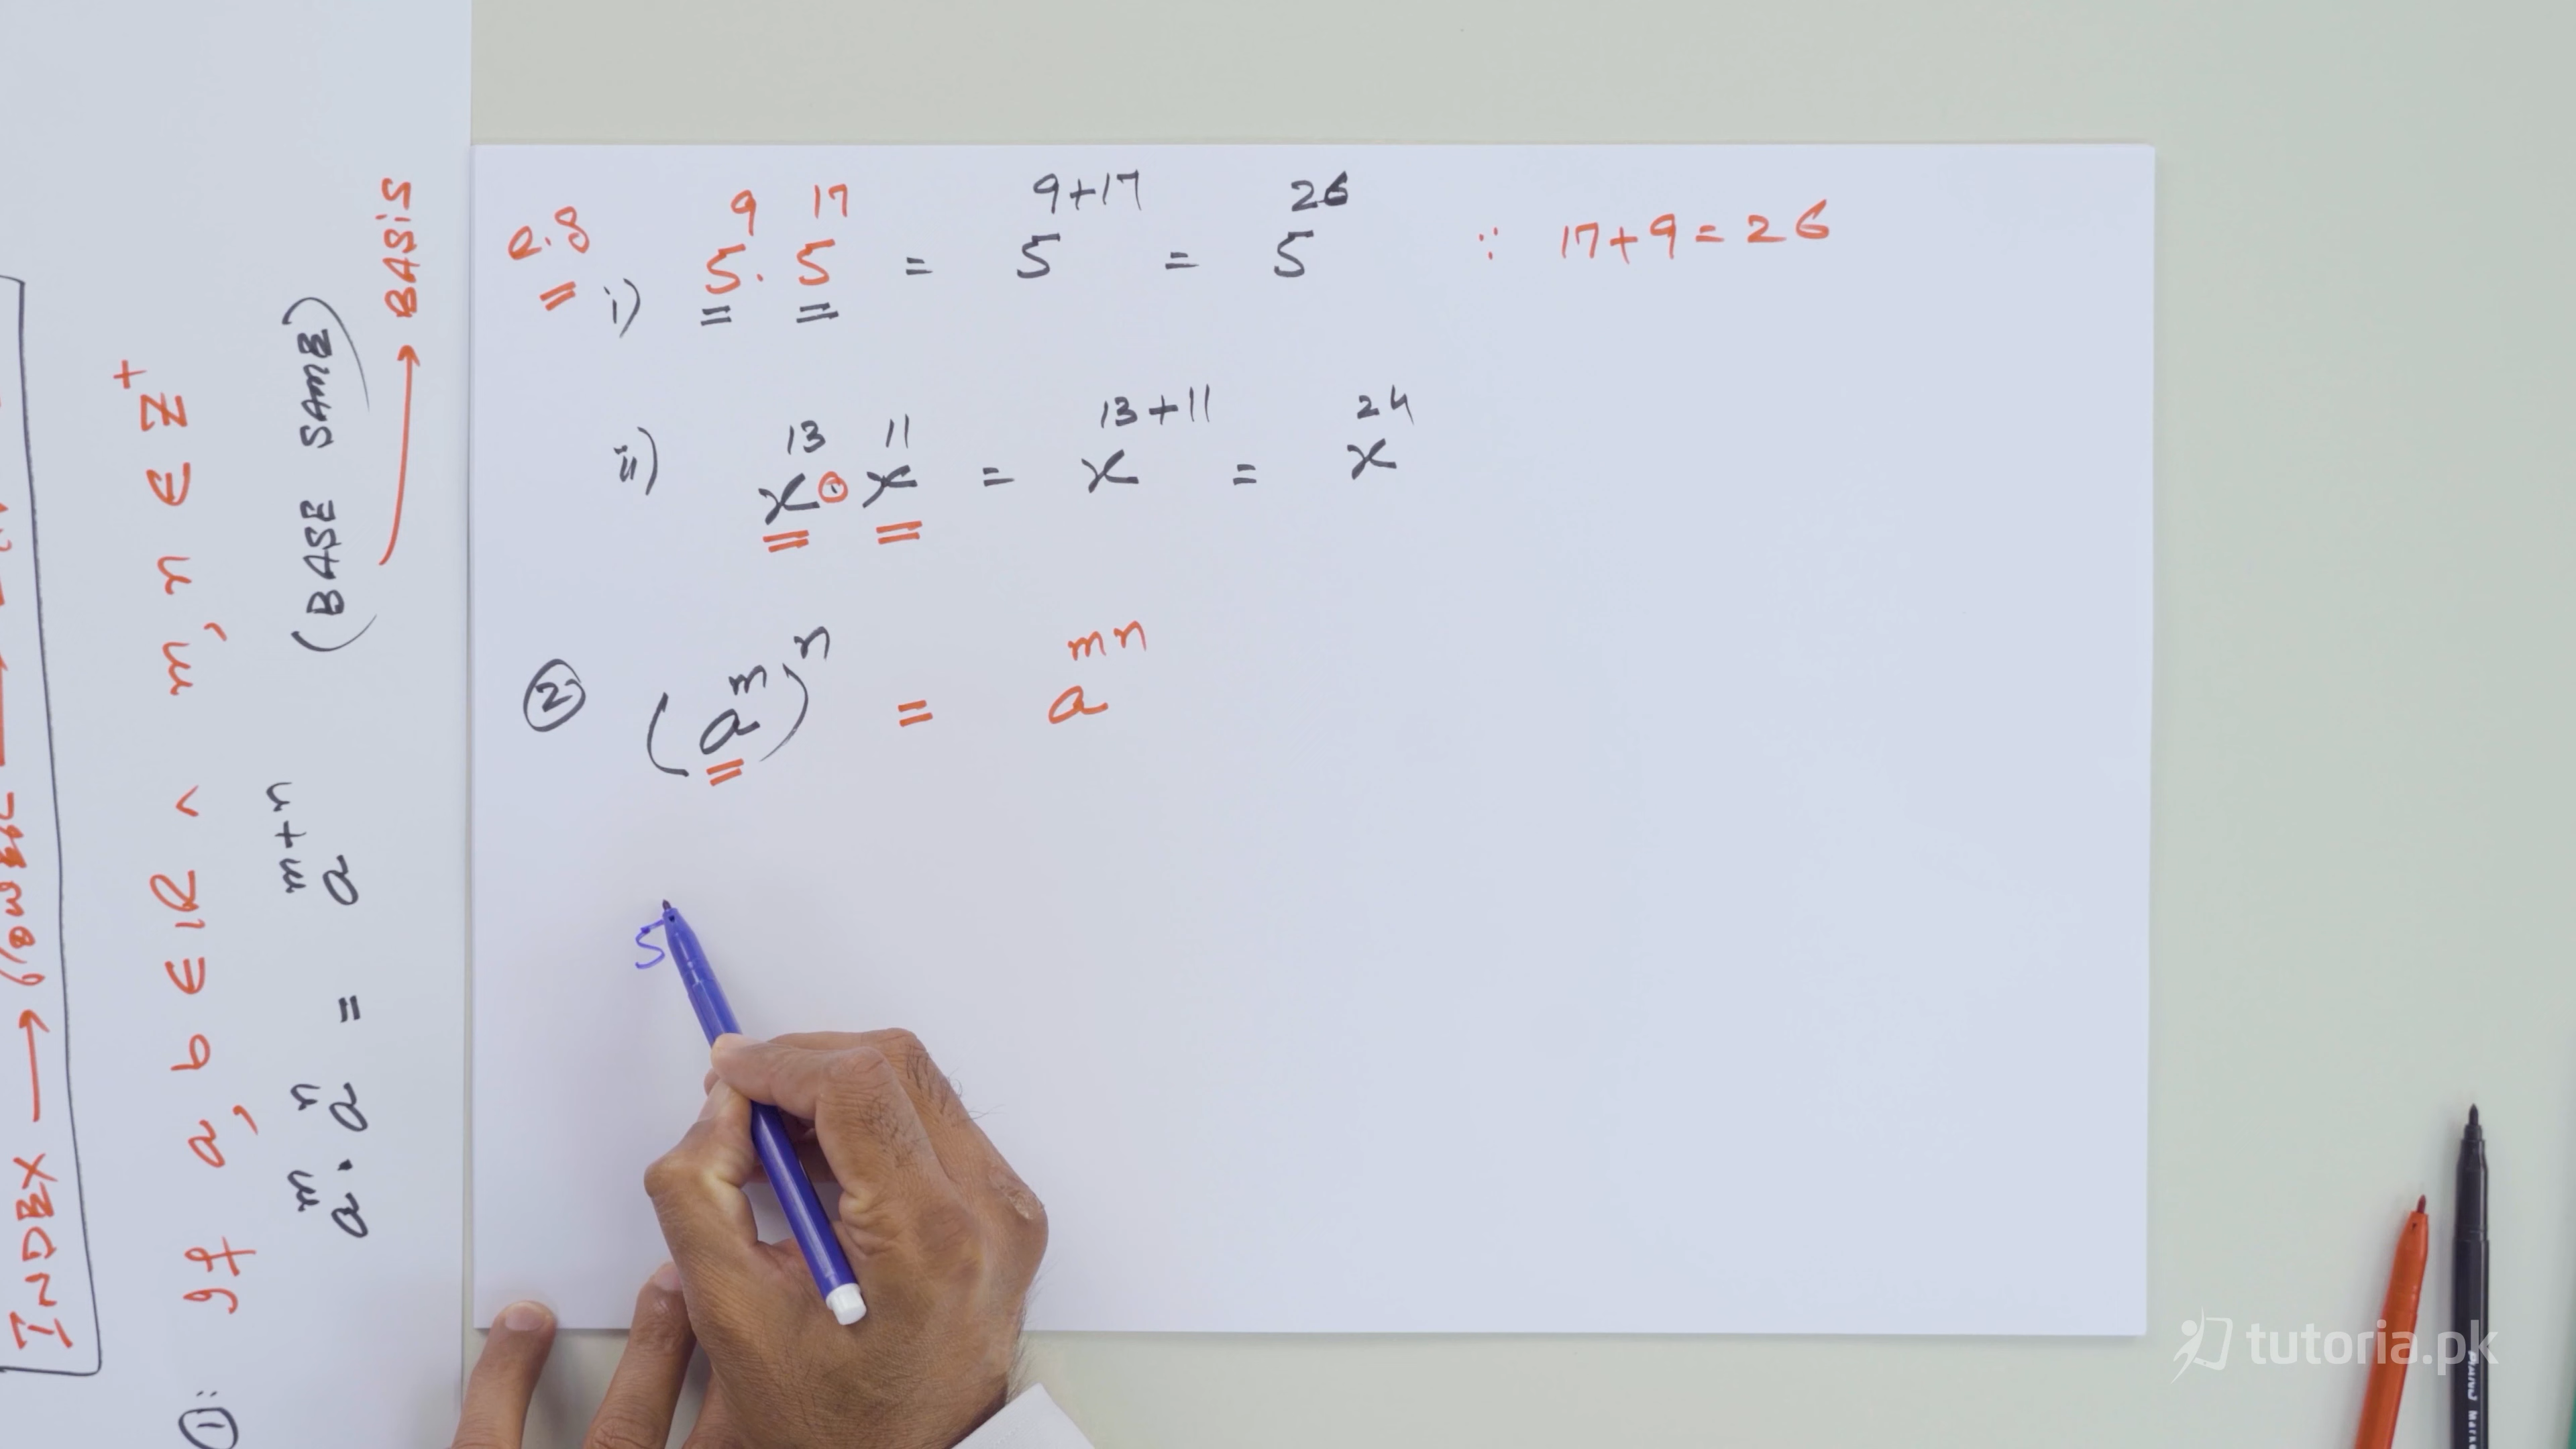 e.g
i) 5⁹ . 5¹⁷ = 5⁹⁺¹⁷ = 5²⁶ ∵ 17+9=26
ii) x¹³ . x¹¹ = x¹³⁺¹¹ = x²⁴
② (aᵐ)ⁿ = aᵐⁿ
5
INDEX →
①:: If a, b ∈ ℝ ∧ m, n ∈ Z⁺
aᵐ . aⁿ = aᵐ⁺ⁿ (BASE SAME)
→ BASiS
tutoria.pk